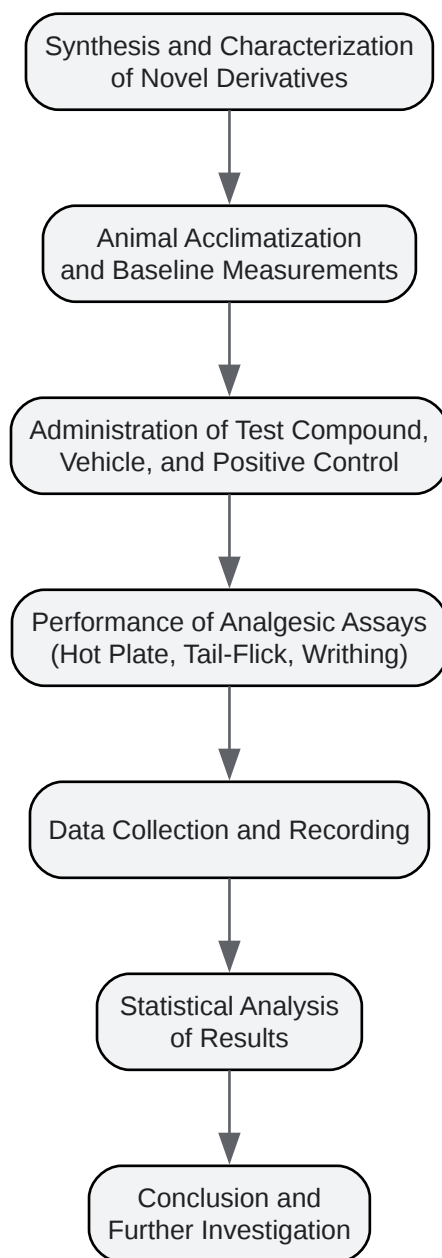 Synthesis and Characterization
of Novel Derivatives
Animal Acclimatization
and Baseline Measurements
Administration of Test Compound,
Vehicle, and Positive Control
Performance of Analgesic Assays
(Hot Plate, Tail-Flick, Writhing)
Data Collection and Recording
Statistical Analysis
of Results
Conclusion and
Further Investigation